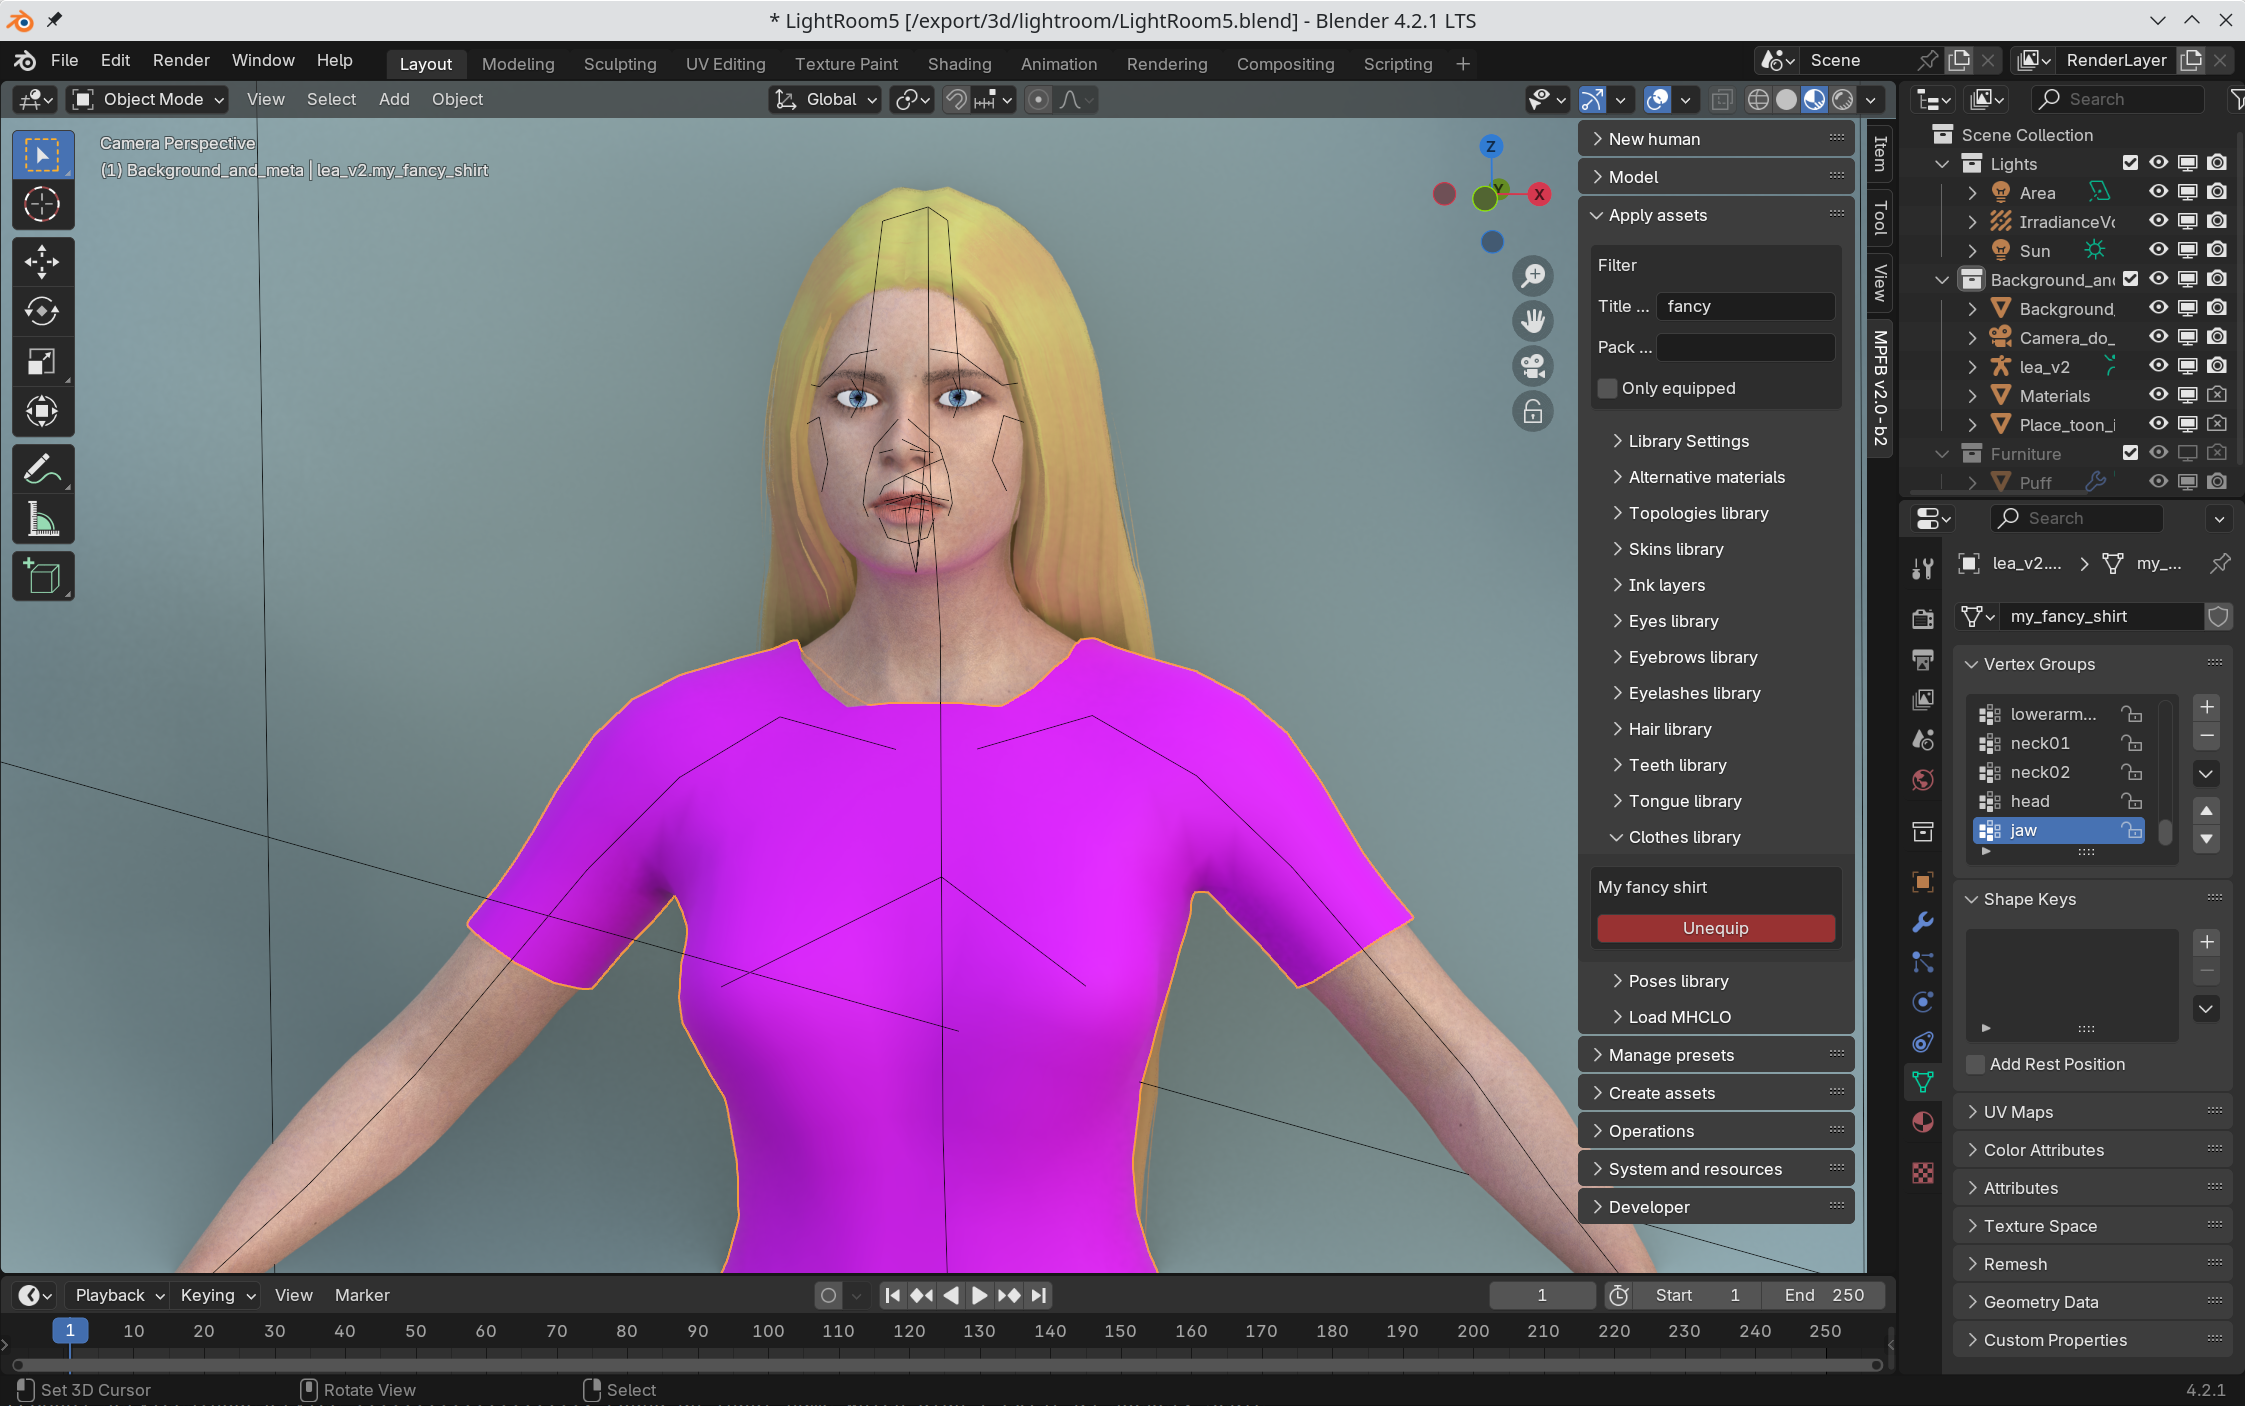 * LightRoom5 [/export/3d/lightroom/LightRoom5.blend] - Blender 4.2.1 LTS
File Edit Render Window Help Layout Modeling Sculpting UV Editing Texture Paint Shading Animation Rendering Compositing Scripting + Scene RenderLayer
Object Mode View Select Add Object Global Search
Camera Perspective
(1) Background_and_meta | lea_v2.my_fancy_shirt
Z
Y
X
New human
Model
Apply assets
Filter
Title ... fancy
Pack ...
Only equipped
Library Settings
Alternative materials
Topologies library
Skins library
Ink layers
Eyes library
Eyebrows library
Eyelashes library
Hair library
Teeth library
Tongue library
Clothes library
My fancy shirt
Unequip
Poses library
Load MHCLO
Manage presets
Create assets
Operations
System and resources
Developer
Item
Tool
View
MPFB v2.0-b2
Scene Collection
Lights
Area
IrradianceVo
Sun
Background_an
Background_
Camera_do_
lea_v2
Materials
Place_toon_i
Furniture
Puff
Search
lea_v2.... my_...
my_fancy_shirt
Vertex Groups
lowerarm...
neck01
neck02
head
jaw
Shape Keys
Add Rest Position
UV Maps
Color Attributes
Attributes
Texture Space
Remesh
Geometry Data
Custom Properties
Playback Keying View Marker 1 Start 1 End 250
1 10 20 30 40 50 60 70 80 90 100 110 120 130 140 150 160 170 180 190 200 210 220 230 240 250
Set 3D Cursor Rotate View Select 4.2.1